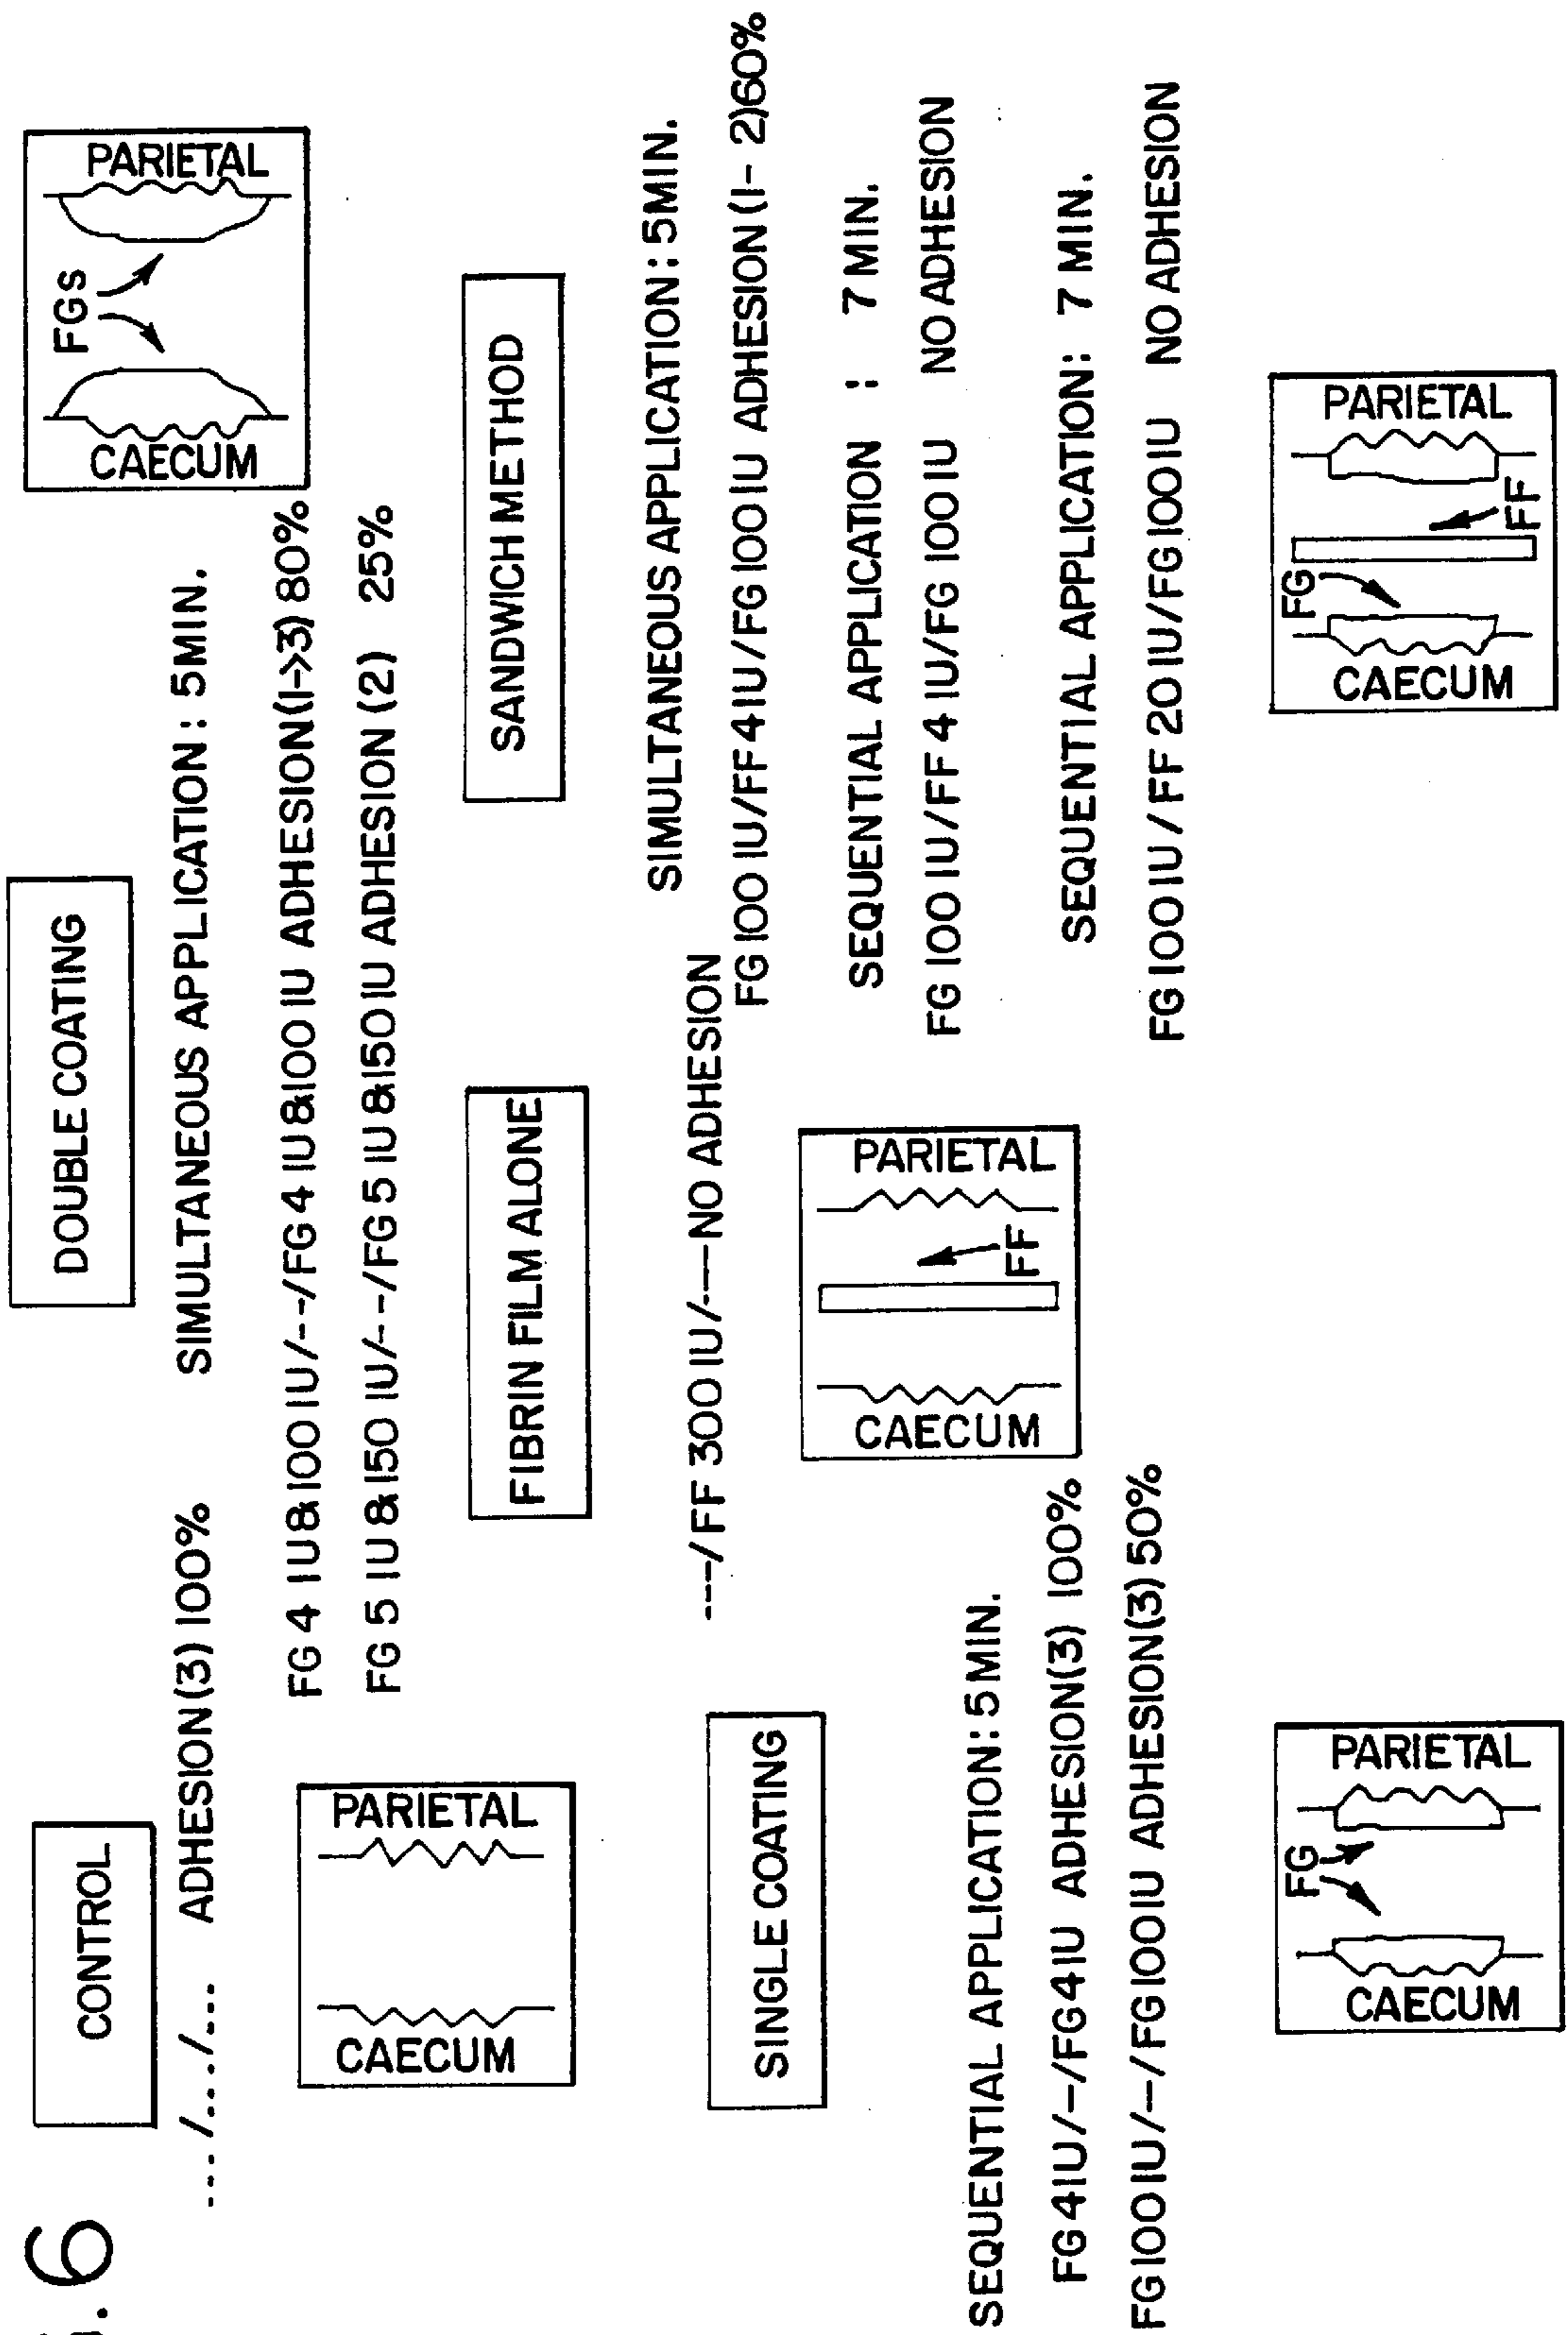 . 6
CONTROL
---/---/--- ADHESION (3) 100%
PARIETAL
CAECUM
DOUBLE COATING
SIMULTANEOUS APPLICATION: 5MIN.
FG 4 IU & 100 IU/--/FG 4 IU & 100 IU ADHESION (1->3) 80%
FG 5 IU & 150 IU/--/FG 5 IU & 150 IU ADHESION (2) 25%
PARIETAL
FGS
CAECUM
FIBRIN FILM ALONE
---/FF 300 IU/---NO ADHESION
PARIETAL
FF
CAECUM
SANDWICH METHOD
SIMULTANEOUS APPLICATION: 5MIN.
FG 100 IU/FF 4 IU/FG 100 IU ADHESION (1-2) 60%
SEQUENTIAL APPLICATION : 7 MIN.
FG 100 IU/FF 4 IU/FG 100 IU NO ADHESION
SEQUENTIAL APPLICATION: 7 MIN.
FG 100 IU/FF 20 IU/FG 100 IU NO ADHESION
PARIETAL
FG
FF
CAECUM
SINGLE COATING
SEQUENTIAL APPLICATION: 5 MIN.
FG 4 IU/--/FG 4 IU ADHESION (3) 100%
FG 100 IU/--/FG 100 IU ADHESION (3) 50%
PARIETAL
FG
CAECUM